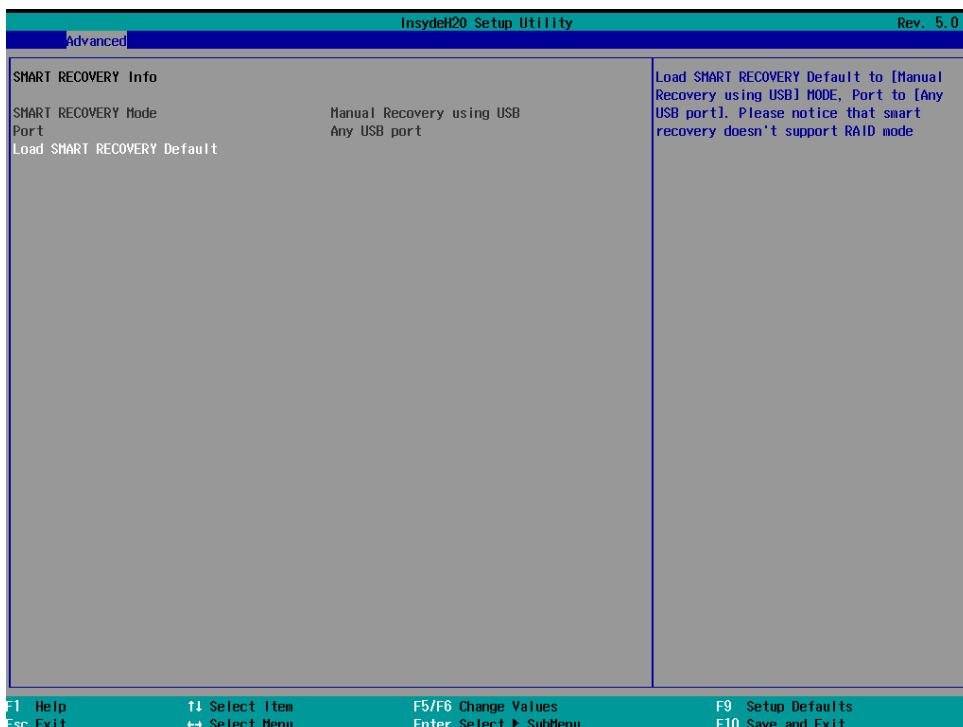 InsydeH20 Setup Utility Rev. 5.0
Advanced
SMART RECOVERY Info
SMART RECOVERY Mode Manual Recovery using USB
Port Any USB port
Load SMART RECOVERY Default
Load SMART RECOVERY Default to [Manual
Recovery using USB] MODE, Port to [Any
USB port]. Please notice that smart
recovery doesn't support RAID mode
F1 Help ↑↓ Select Item F5/F6 Change Values F9 Setup Defaults
Esc Exit ←→ Select Menu Enter Select ▶ SubMenu F10 Save and Exit